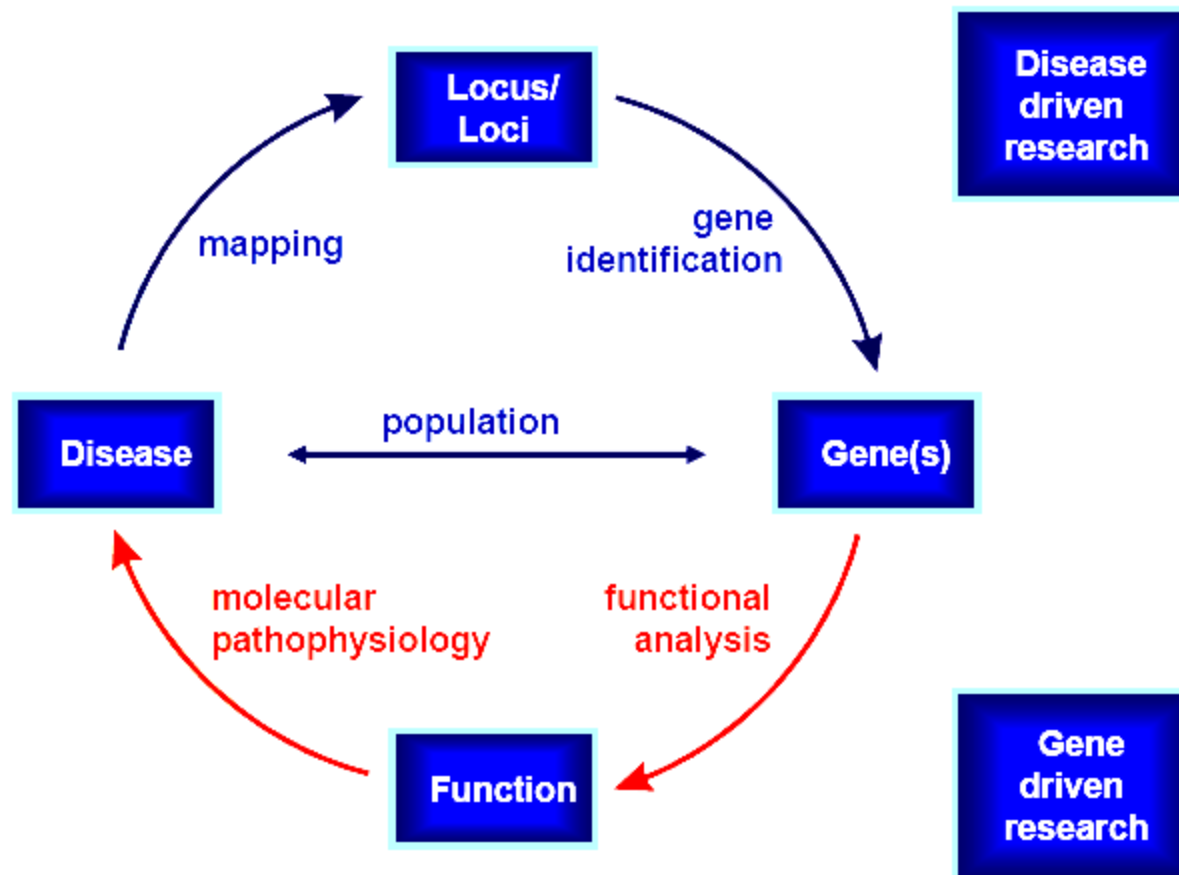 Locus/
Loci
Disease
driven
research
mapping
gene
identification
population
Disease
Gene(s)
molecular
pathophysiology
functional
analysis
Function
Gene
driven
research